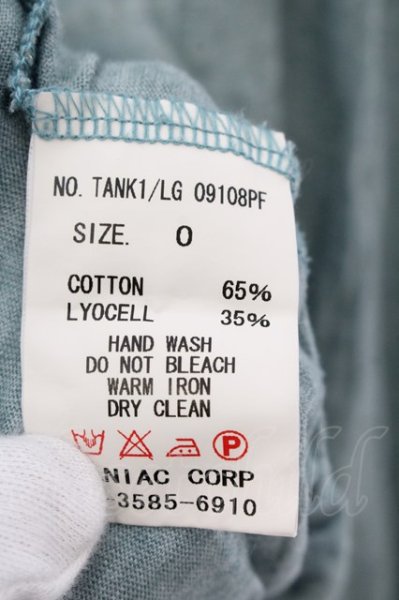 NO. TANK1/LG 09108PF
SIZE. 0
COTTON 65%
LYOCELL 35%
HAND WASH
DO NOT BLEACH
WARM IRON
DRY CLEAN
P
NIAC CORP
-3585-6910